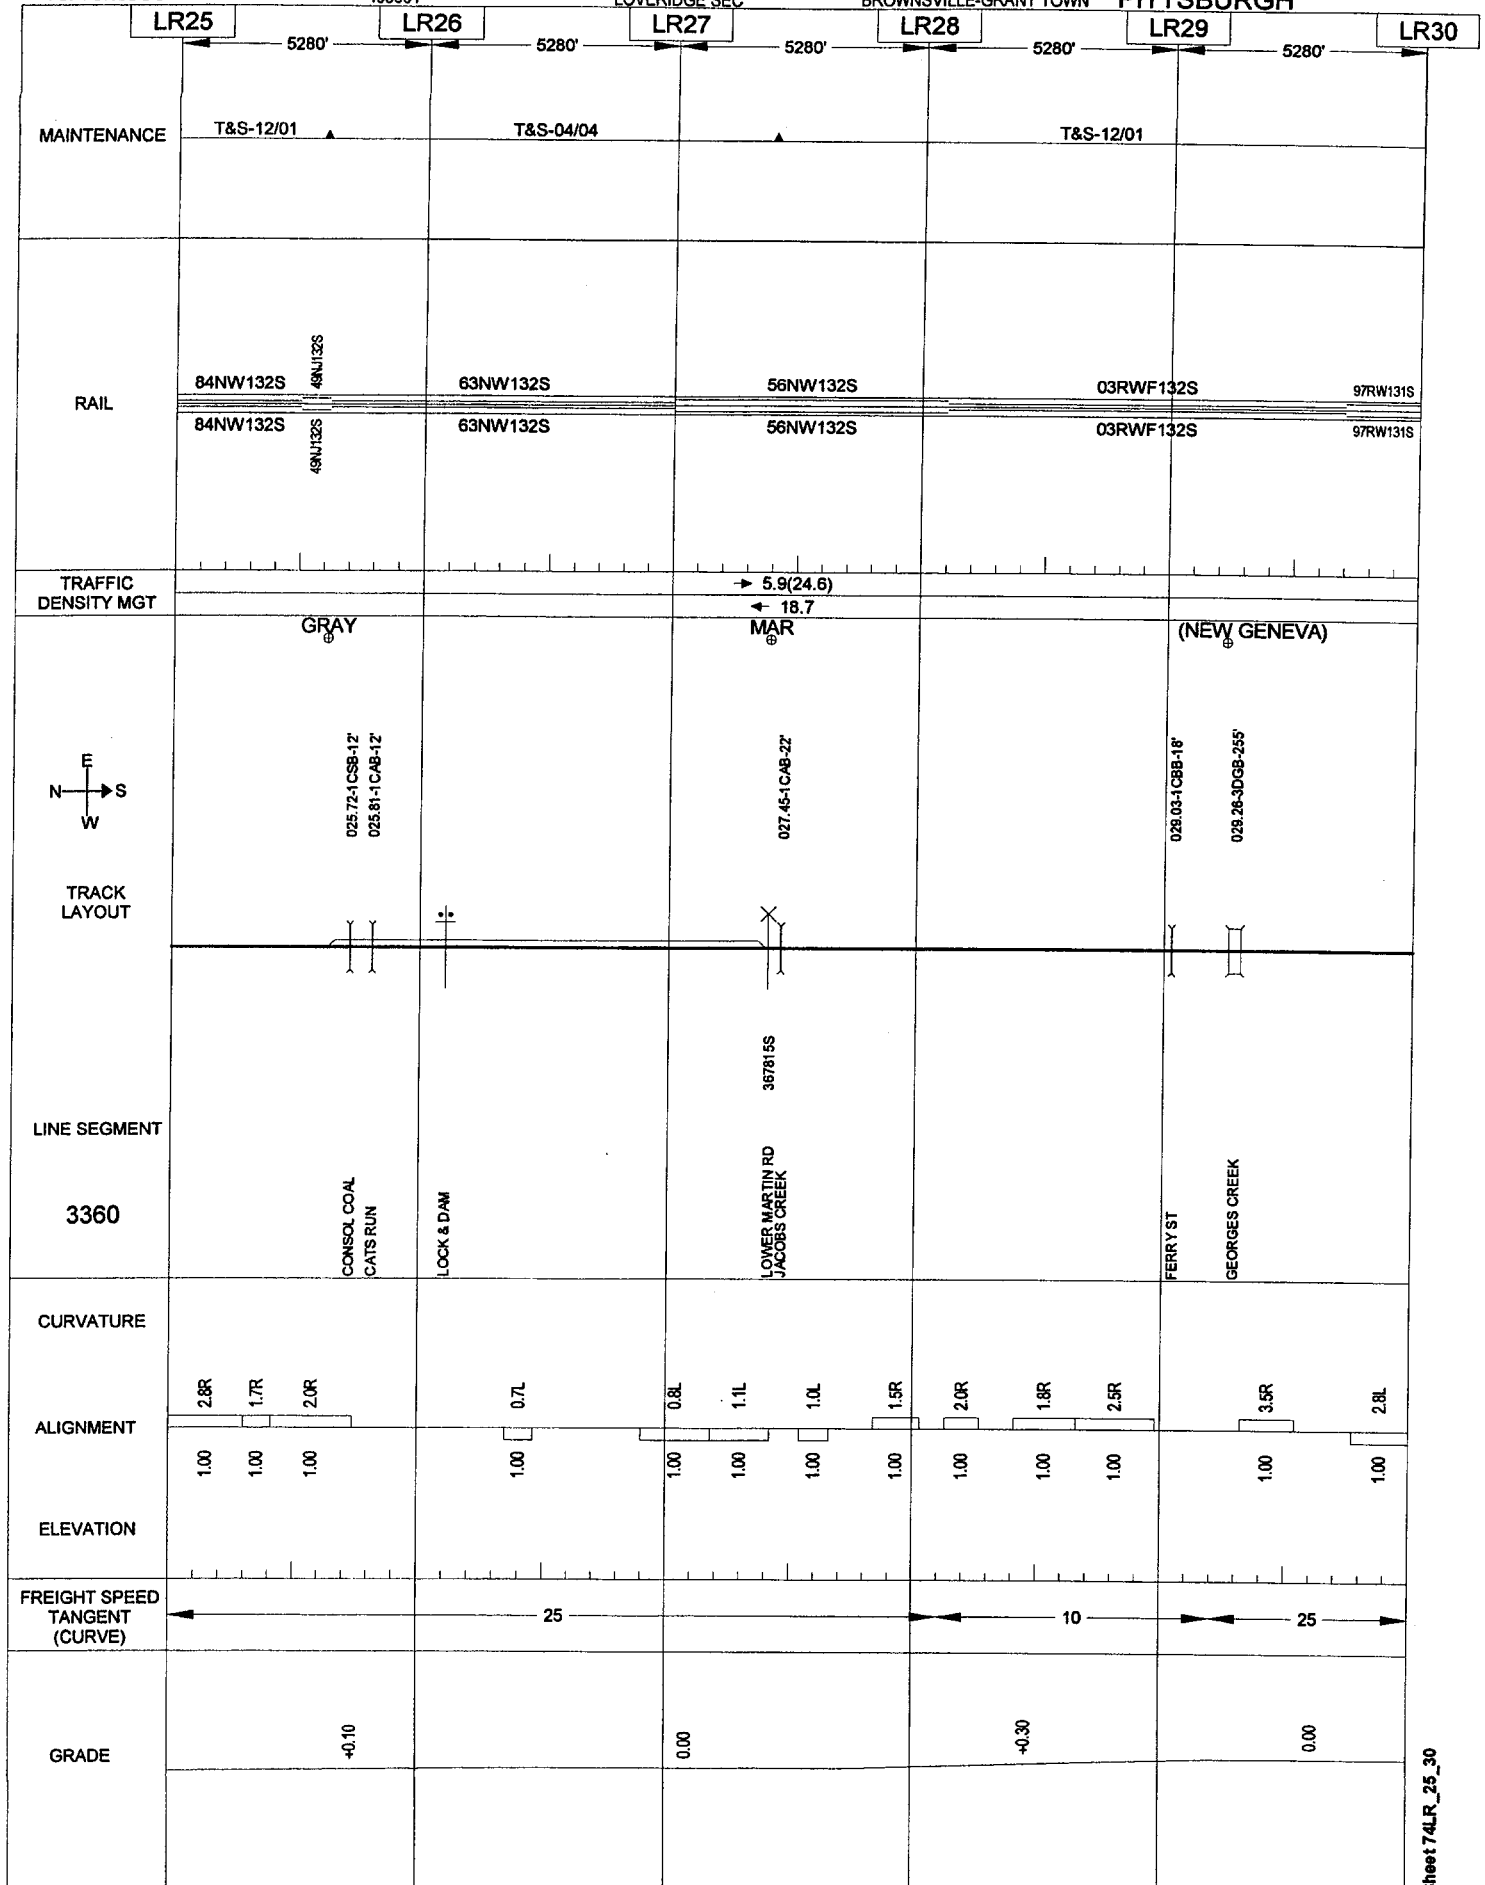 LOVERIDGE SEC BROWNSVILLE-GRANT TOWN PITTSBURGH
LR25 LR26 LR27 LR28 LR29 LR30
5280' 5280' 5280' 5280' 5280'
MAINTENANCE T&S-12/01 T&S-04/04 T&S-12/01
RAIL
84NW132S 49NJ132S 63NW132S 56NW132S 03RWF132S 97RW131S
84NW132S 49NJ132S 63NW132S 56NW132S 03RWF132S 97RW131S
TRAFFIC
DENSITY MGT
5.9(24.6)
18.7
GRAY MAR (NEW GENEVA)
E
N S
W
025.72-1CSB-12'
025.81-1CAB-12'
027.45-1CAB-22'
029.03-1CBB-18'
029.26-3DGB-255'
TRACK
LAYOUT
367815S
LINE SEGMENT
3360
CONSOL COAL
CATS RUN
LOCK & DAM
LOWER MARTIN RD
JACOBS CREEK
FERRY ST
GEORGES CREEK
CURVATURE
2.8R 1.7R 2.0R 0.7L 0.8L 1.1L 1.0L 1.5R 2.0R 1.8R 2.5R 3.5R 2.8L
ALIGNMENT
1.00 1.00 1.00 1.00 1.00 1.00 1.00 1.00 1.00 1.00 1.00 1.00 1.00
ELEVATION
FREIGHT SPEED
TANGENT
(CURVE)
25 10 25
GRADE +0.10 0.00 +0.30 0.00
74LR_25_30